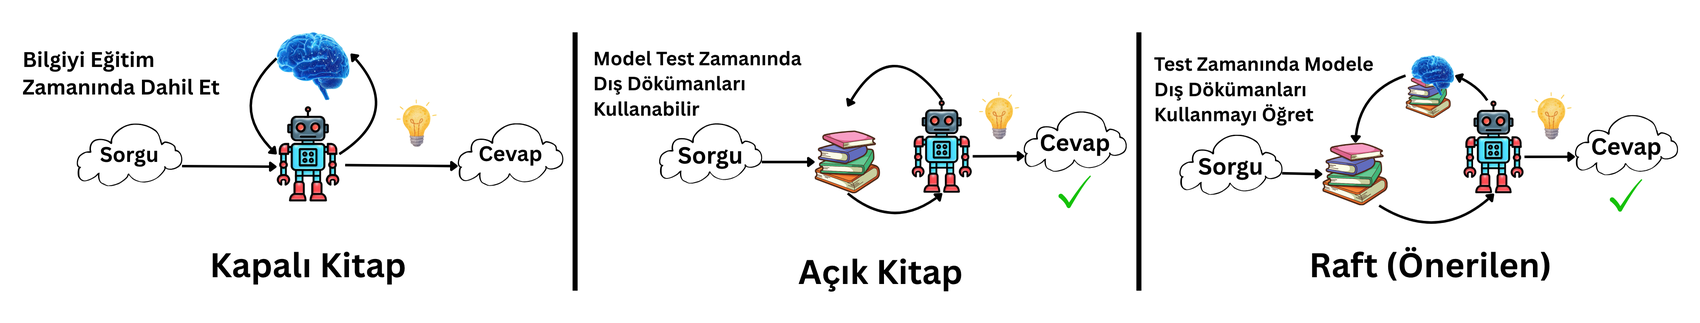 Bilgiyi Eğitim
Zamanında Dahil Et
Sorgu
Cevap
Kapalı Kitap
Model Test Zamanında
Dış Dökümanları
Kullanabilir
Sorgu
Cevap
Açık Kitap
Test Zamanında Modele
Dış Dökümanları
Kullanmayı Öğret
Sorgu
Cevap
Raft (Önerilen)